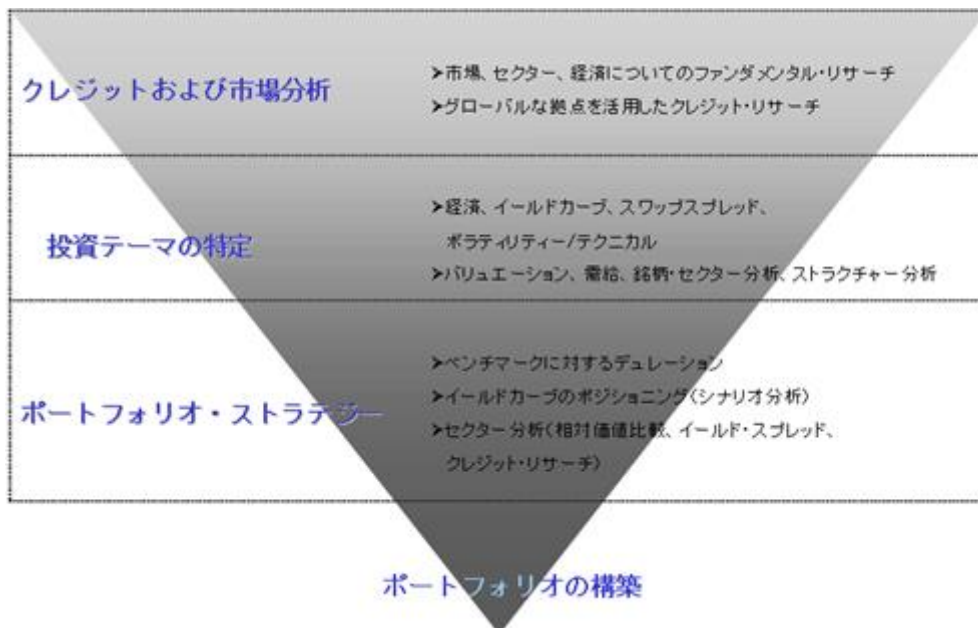 クレジットおよび市場分析
➤市場、セクター、経済についてのファンダメンタル・リサーチ
➤グローバルな拠点を活用したクレジット・リサーチ
投資テーマの特定
➤経済、イールドカーブ、スワップスプレッド、
ボラティリティー/テクニカル
➤バリュエーション、需給、銘柄・セクター分析、ストラクチャー分析
ポートフォリオ・ストラテジー
➤ベンチマークに対するデュレーション
➤イールドカーブのポジショニング(シナリオ分析)
➤セクター分析(相対価値比較、イールド・スプレッド、
クレジット・リサーチ)
ポートフォリオの構築